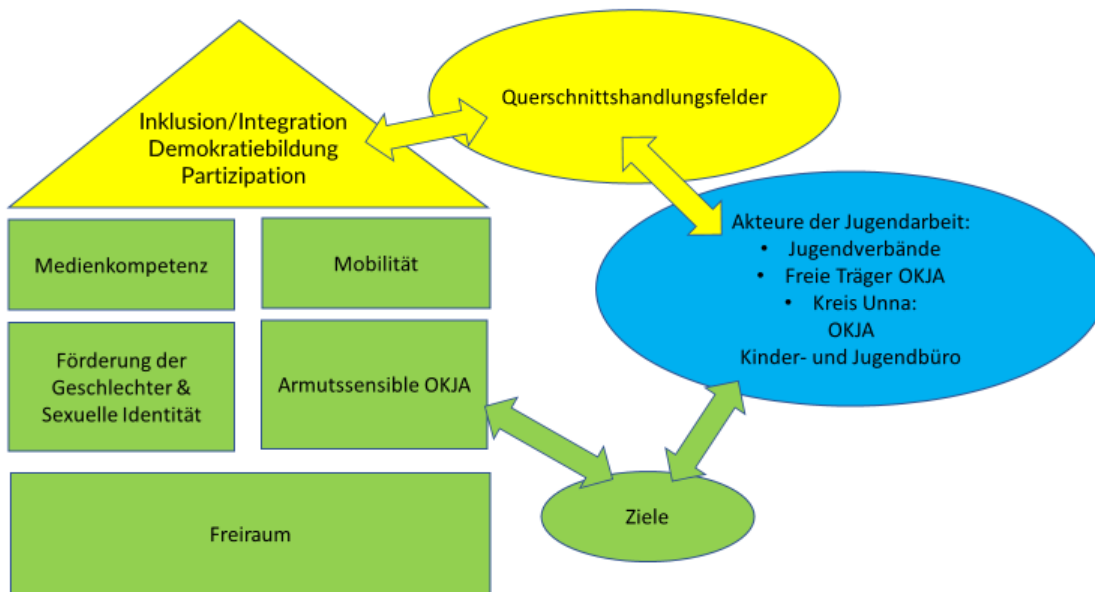 Inklusion/Integration
Demokratiebildung
Partizipation
Querschnittshandlungsfelder
Akteure der Jugendarbeit:
• Jugendverbände
• Freie Träger OKJA
• Kreis Unna:
OKJA
Kinder- und Jugendbüro
Medienkompetenz
Mobilität
Förderung der
Geschlechter &
Sexuelle Identität
Armutssensible OKJA
Freiraum
Ziele